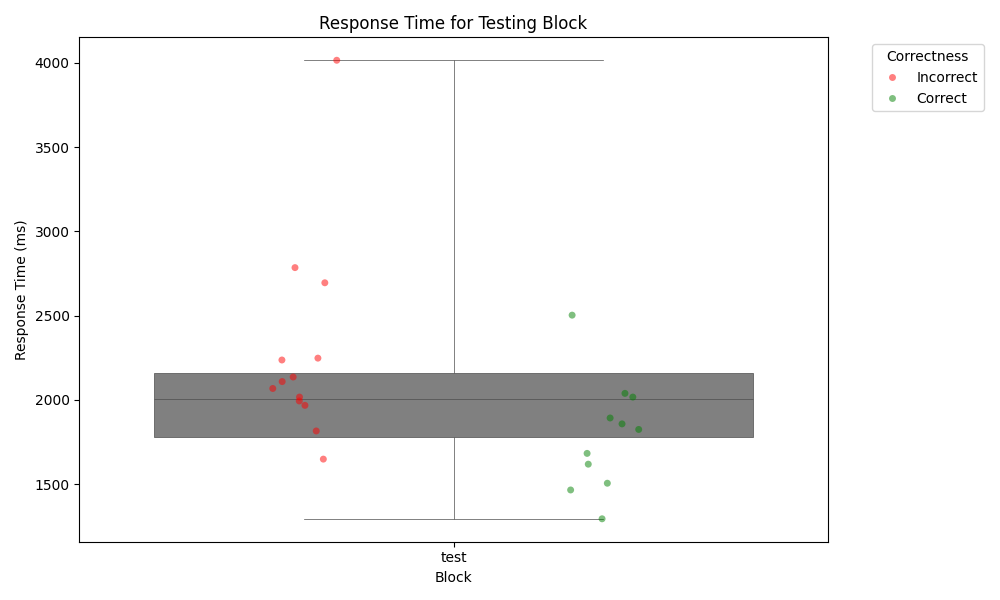 Response Time for Testing Block
Correctness
Incorrect
Correct
Response Time (ms)
4000
3500
3000
2500
2000
1500
test
Block